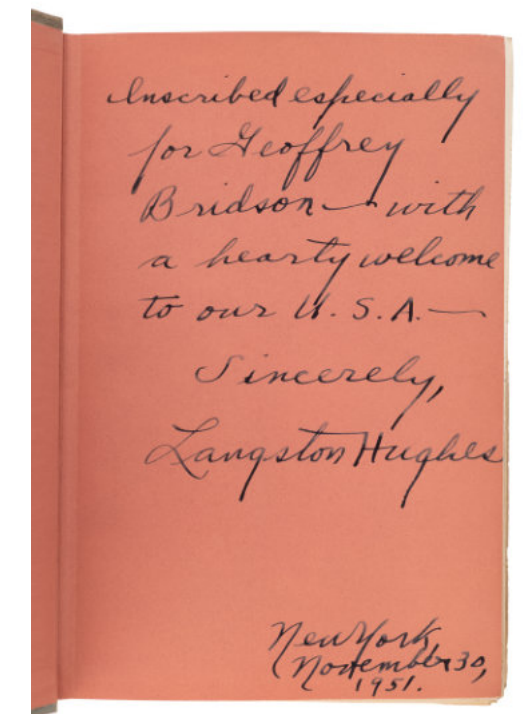 Inscribed especially
for Geoffrey
Bridson — with
a hearty welcome
to our U. S. A. —
Sincerely,
Langston Hughes
New York,
November 30,
1951.